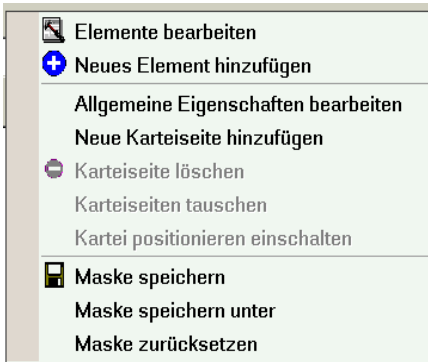 Elemente bearbeiten
Neues Element hinzufügen
Allgemeine Eigenschaften bearbeiten
Neue Karteiseite hinzufügen
Karteiseite löschen
Karteiseiten tauschen
Kartei positionieren einschalten
Maske speichern
Maske speichern unter
Maske zurücksetzen